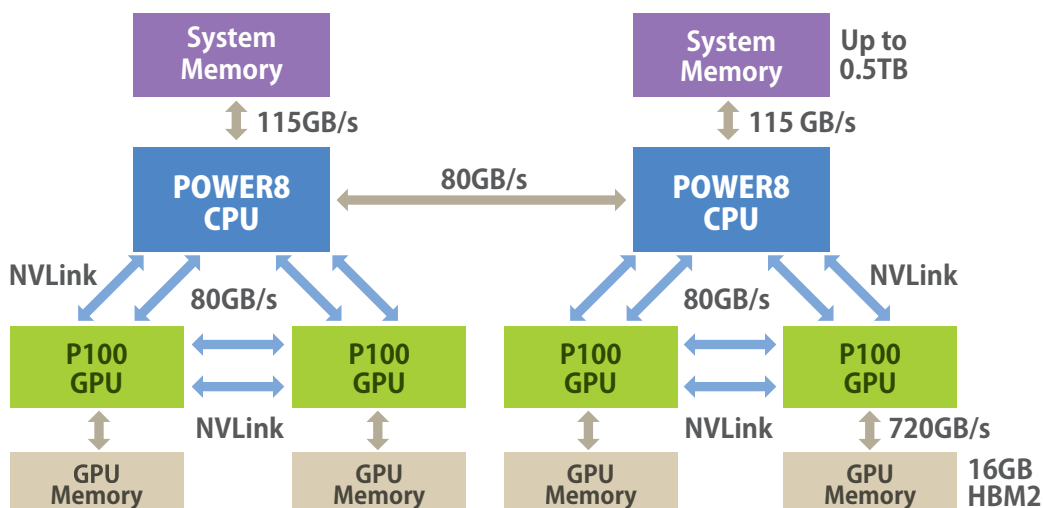 System
Memory
System
Memory
Up to
0.5TB
115GB/s
115 GB/s
POWER8
CPU
80GB/s
POWER8
CPU
NVLink
80GB/s
80GB/s
NVLink
P100
GPU
P100
GPU
P100
GPU
P100
GPU
NVLink
NVLink
720GB/s
GPU
Memory
GPU
Memory
GPU
Memory
GPU
Memory
16GB
HBM2